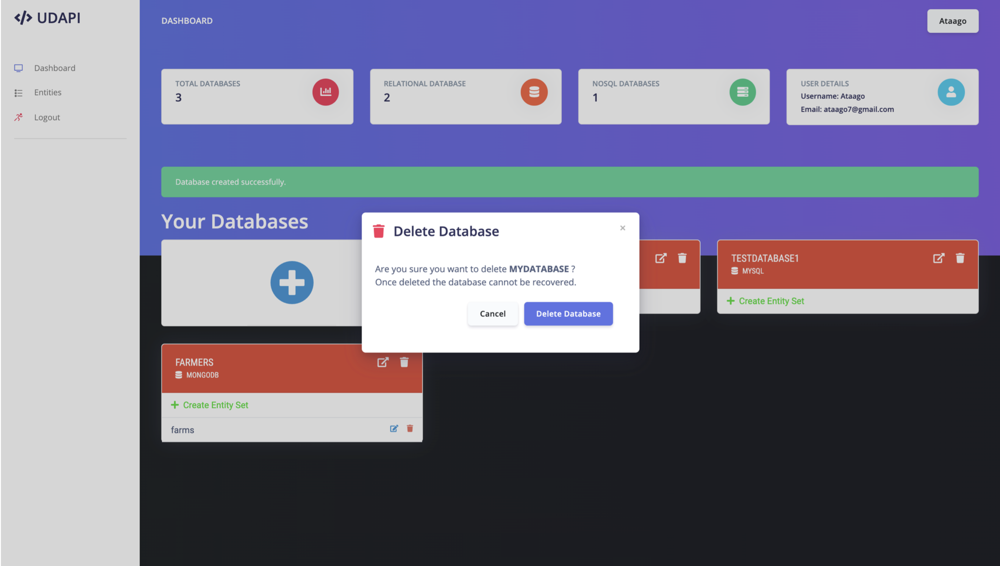 </> UDAPI
DASHBOARD
Ataago
Dashboard
Entities
Logout
TOTAL DATABASES
3
RELATIONAL DATABASE
2
NOSQL DATABASES
1
USER DETAILS
Username: Ataago
Email: ataago7@gmail.com
Database created successfully.
Your Databases
Delete Database
×
Are you sure you want to delete MYDATABASE ?
Once deleted the database cannot be recovered.
Cancel
Delete Database
TESTDATABASE1
MYSQL
Create Entity Set
FARMERS
MONGODB
Create Entity Set
farms